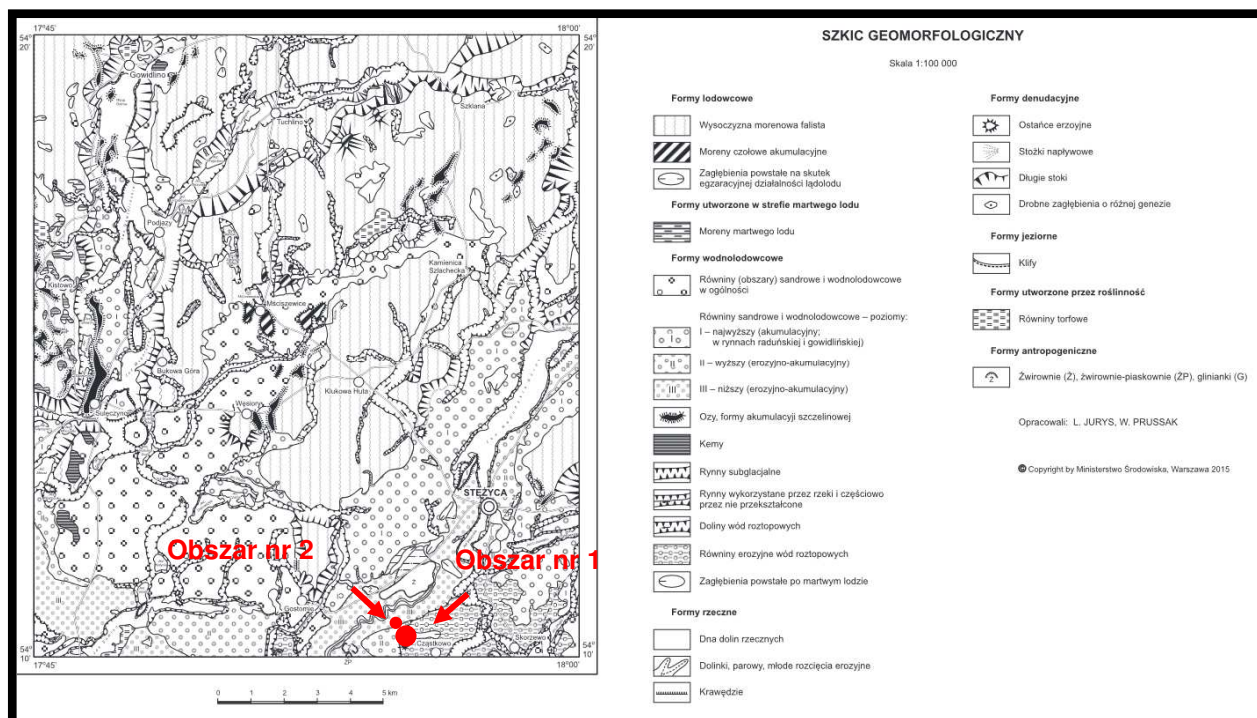 17°45'
18°00'
54°
20'
54°
20'
Gowidlino
Szklana
Tuchlino
Podjazy
Kamienica
Szlachecka
Kistowo
Mściszewice
Bukowa Góra
Klukowa Huta
Sulęczyno
Węsiory
STĘŻYCA
Obszar nr 2
Obszar nr 1
Gostomie
Cząstkowo
Skorzewo
I
II
III
III
Ż
II
54°
10'
54°
10'
17°45'
ŻP
18°00'
0 1 2 3 4 5 km
SZKIC GEOMORFOLOGICZNY
Skala 1:100 000
Formy lodowcowe
Wysoczyzna morenowa falista
Moreny czołowe akumulacyjne
Zagłębienia powstałe na skutek
egzaracyjnej działalności lądolodu
Formy utworzone w strefie martwego lodu
Moreny martwego lodu
Formy wodnolodowcowe
Równiny (obszary) sandrowe i wodnolodowcowe
w ogólności
Równiny sandrowe i wodnolodowcowe – poziomy:
I – najwyższy (akumulacyjny;
w rynnach raduńskiej i gowidlińskiej)
II – wyższy (erozyjno-akumulacyjny)
III – niższy (erozyjno-akumulacyjny)
Ozy, formy akumulacyji szczelinowej
Kemy
Rynny subglacjalne
Rynny wykorzystane przez rzeki i częściowo
przez nie przekształcone
Doliny wód roztopowych
Równiny erozyjne wód roztopowych
Zagłębienia powstałe po martwym lodzie
Formy rzeczne
Dna dolin rzecznych
Dolinki, parowy, młode rozcięcia erozyjne
Krawędzie
Formy denudacyjne
Ostańce erozyjne
Stożki napływowe
Długie stoki
Drobne zagłębienia o różnej genezie
Formy jeziorne
Klify
Formy utworzone przez roślinność
Równiny torfowe
Formy antropogeniczne
Żwirownie (Ż), żwirownie-piaskownie (ŻP), glinianki (G)
Opracowali: L. JURYS, W. PRUSSAK
© Copyright by Ministerstwo Środowiska, Warszawa 2015